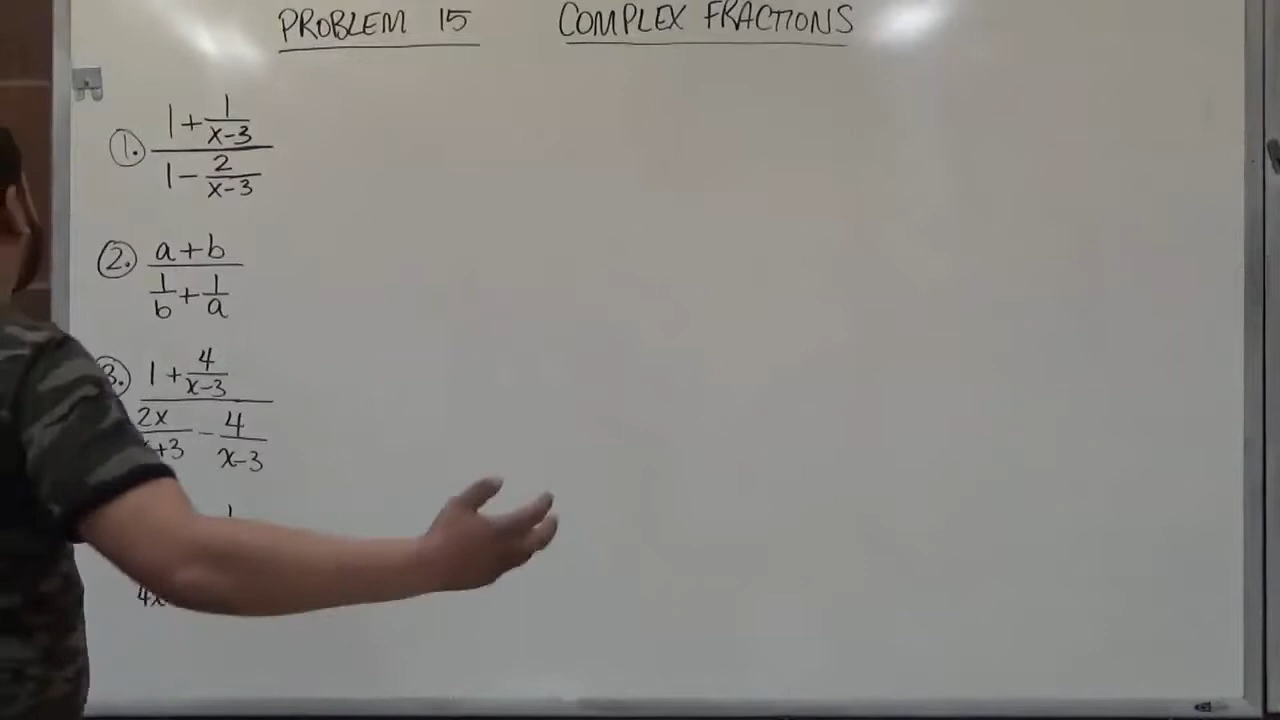 PROBLEM 15 COMPLEX FRACTIONS
1. (1 + 1/(x-3)) / (1 - 2/(x-3))
2. (a+b) / (1/b + 1/a)
3. (1 + 4/(x-3)) / (2x/(x+3) - 4/(x-3))
1
4x